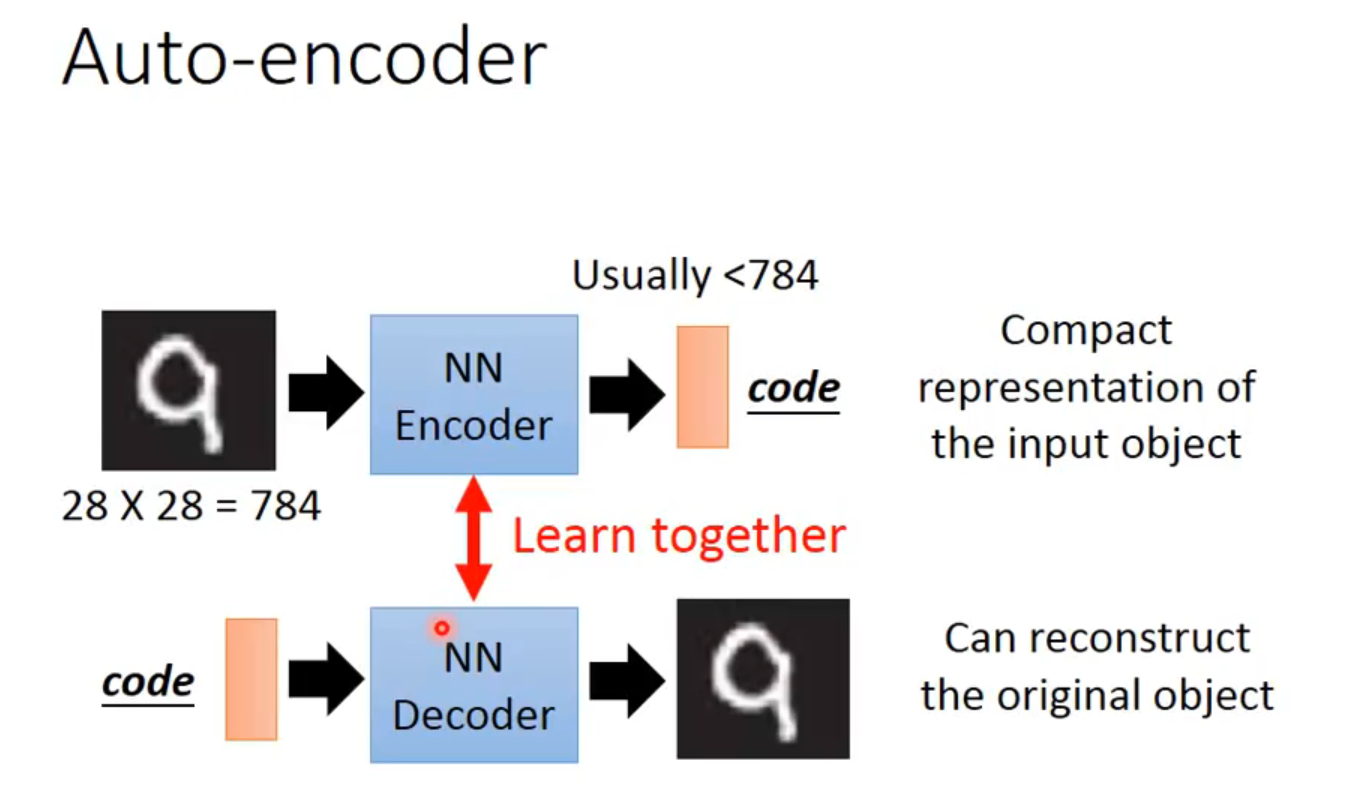 Auto-encoder
Usually <784
NN
Encoder
code
Compact
representation of
the input object
28 X 28 = 784
Learn together
code
NN
Decoder
Can reconstruct
the original object